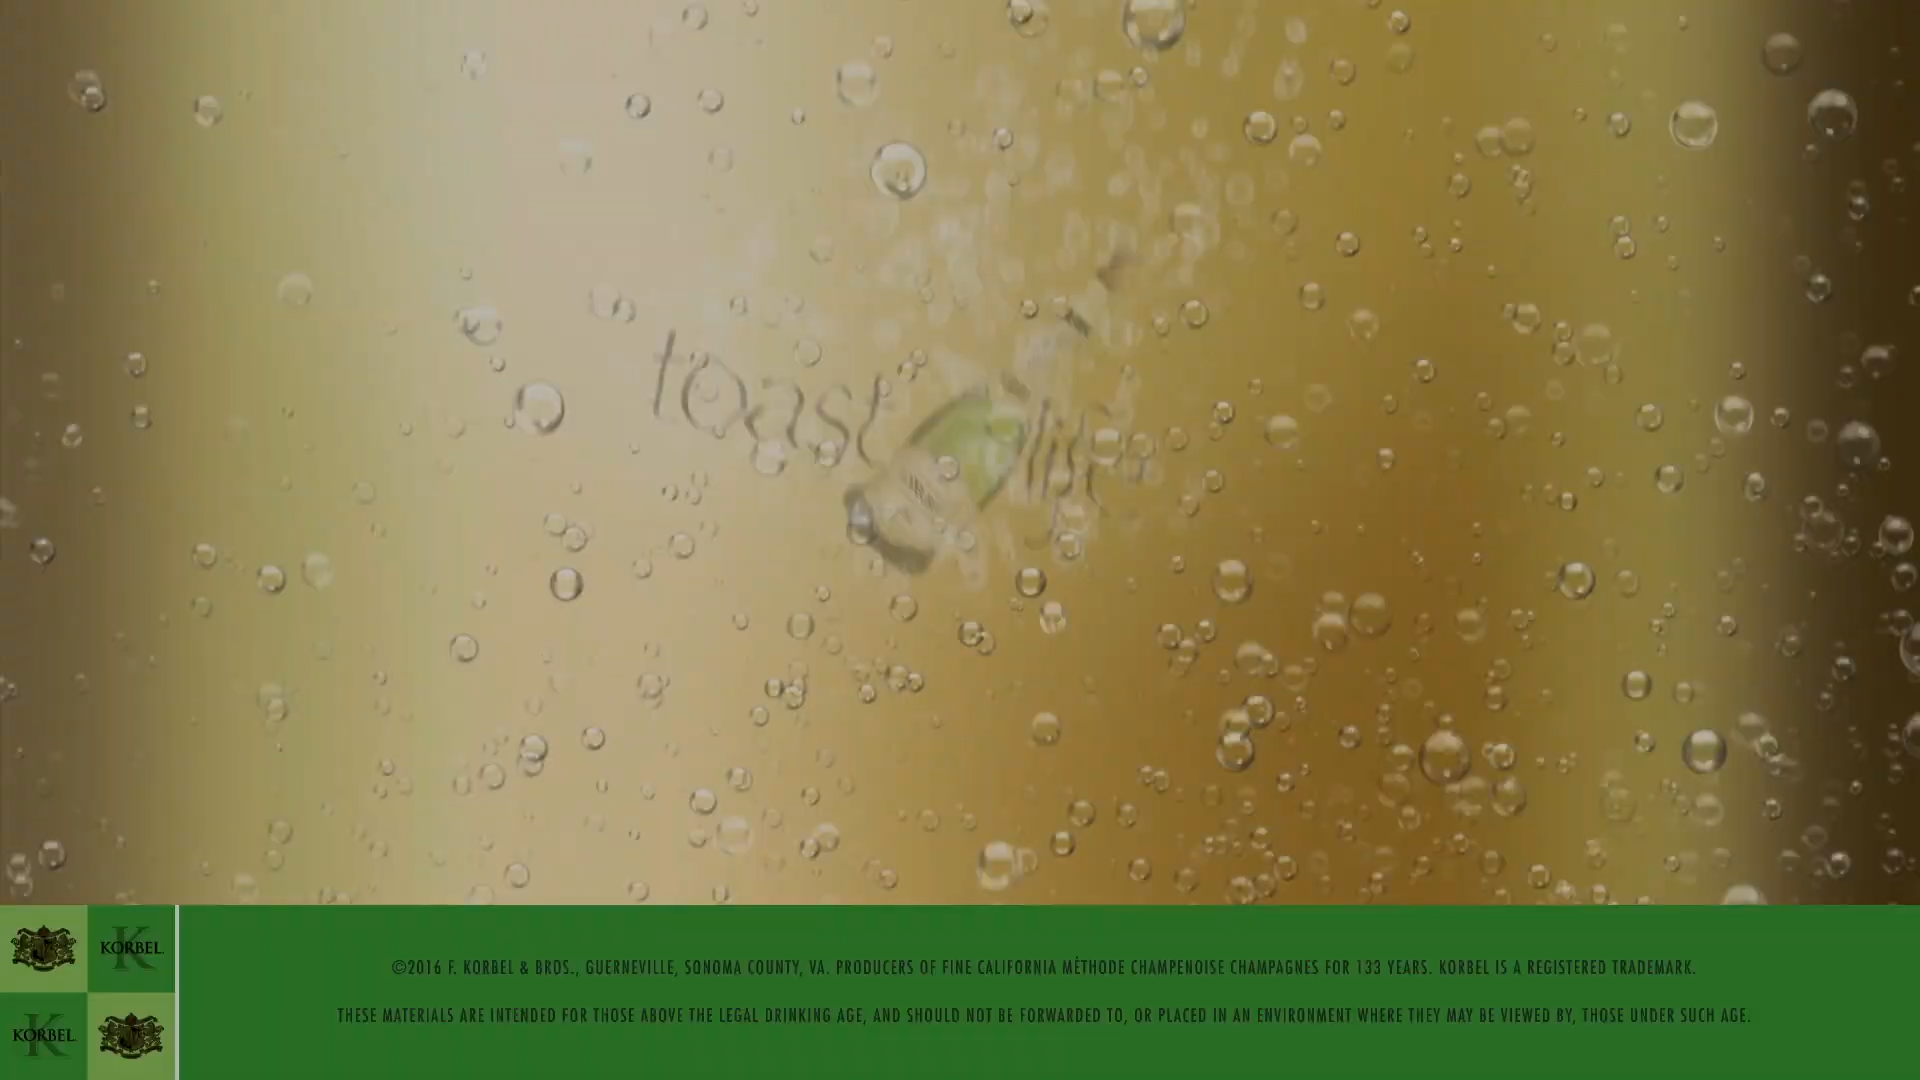 toast life
KORBEL
©2016 F. KORBEL & BROS., GUERNEVILLE, SONOMA COUNTY, VA. PRODUCERS OF FINE CALIFORNIA MÉTHODE CHAMPENOISE CHAMPAGNES FOR 133 YEARS. KORBEL IS A REGISTERED TRADEMARK.
KORBEL
THESE MATERIALS ARE INTENDED FOR THOSE ABOVE THE LEGAL DRINKING AGE, AND SHOULD NOT BE FORWARDED TO, OR PLACED IN AN ENVIRONMENT WHERE THEY MAY BE VIEWED BY, THOSE UNDER SUCH AGE.